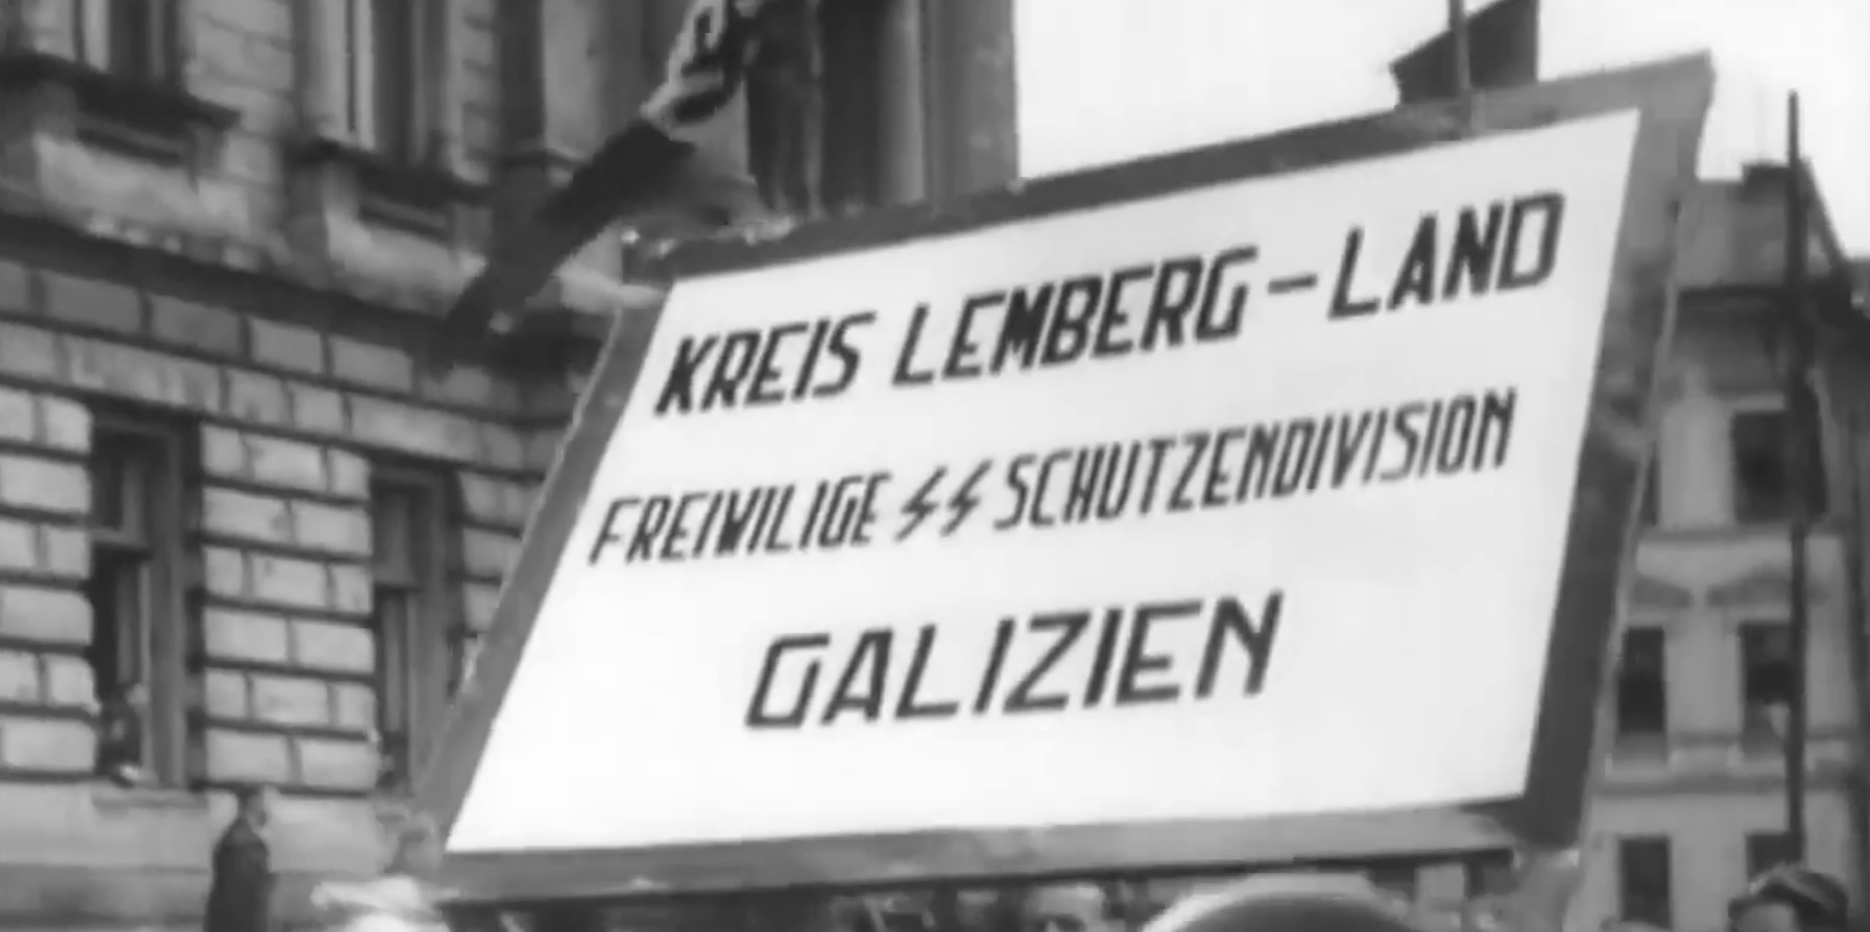 KREIS LEMBERG-LAND
FREIWILIGE ϟϟ SCHUTZENDIVISION
GALIZIEN